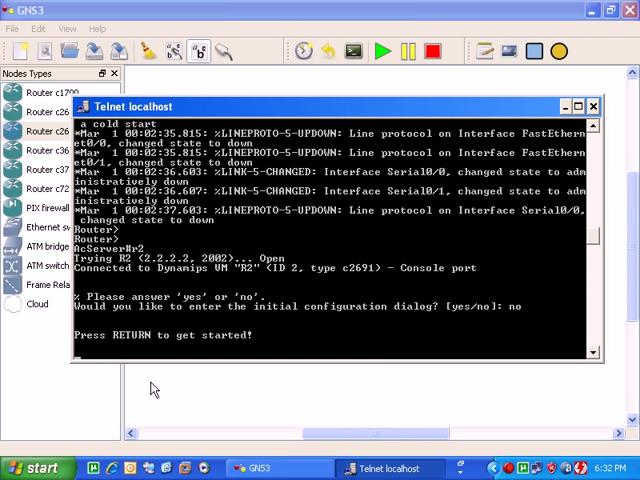 GNS3
File Edit View Help
Nodes Types
Router c1700
Router c26
Router c26
Router c36
Router c37
Router c72
PIX firewall
Ethernet sw
ATM bridge
ATM switch
Frame Rela
Cloud
Telnet localhost
a cold start
*Mar 1 00:02:35.815: %LINEPROTO-5-UPDOWN: Line protocol on Interface FastEthern
et0/0, changed state to down
*Mar 1 00:02:35.815: %LINEPROTO-5-UPDOWN: Line protocol on Interface FastEthern
et0/1, changed state to down
*Mar 1 00:02:36.603: %LINK-5-CHANGED: Interface Serial0/0, changed state to adm
inistratively down
*Mar 1 00:02:36.607: %LINK-5-CHANGED: Interface Serial0/1, changed state to adm
inistratively down
*Mar 1 00:02:37.603: %LINEPROTO-5-UPDOWN: Line protocol on Interface Serial0/0,
changed state to down
Router>
Router>
AcServer#r2
Trying R2 (2.2.2.2, 2002)... Open
Connected to Dynamips VM "R2" (ID 2, type c2691) - Console port
% Please answer 'yes' or 'no'.
Would you like to enter the initial configuration dialog? [yes/no]: no
Press RETURN to get started!
start
GNS3
Telnet localhost
6:32 PM